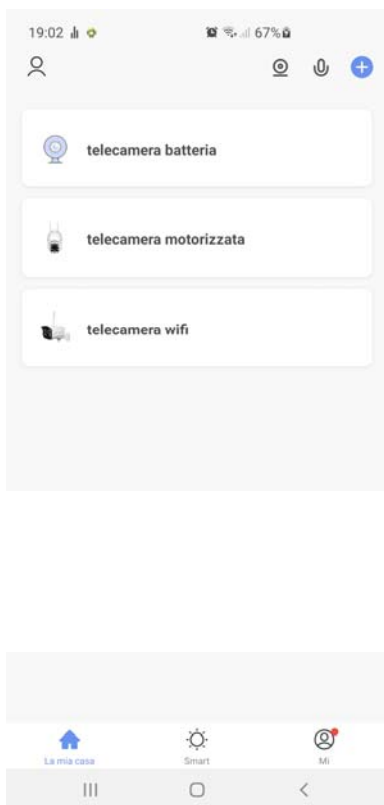 19:02 67%
telecamera batteria
telecamera motorizzata
telecamera wifi
La mia casa Smart Mi